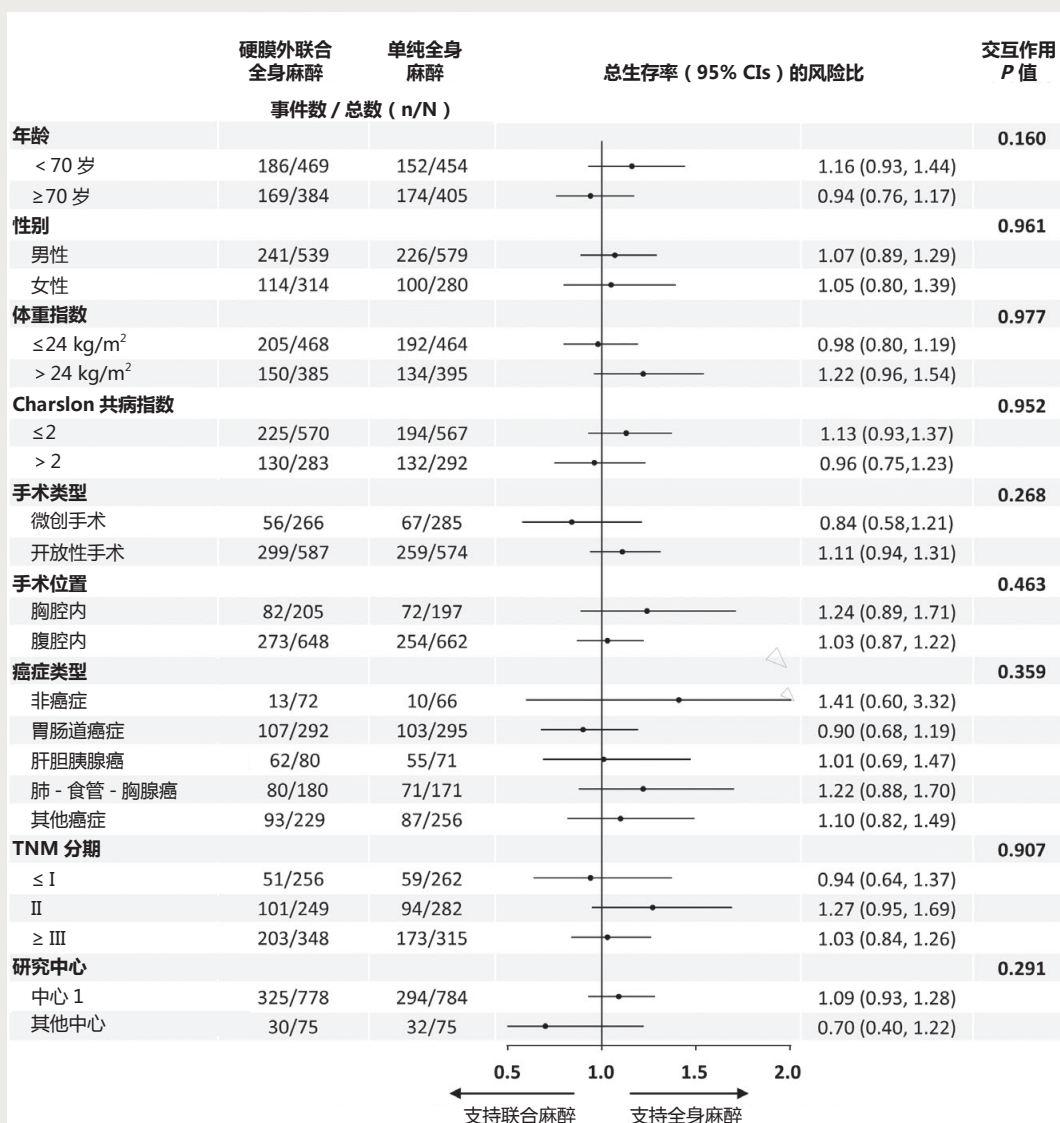 硬膜外联合 单纯全身 交互作用
全身麻醉 麻醉 总生存率（95% CIs）的风险比 P 值
事件数 / 总数（n/N）
年龄 0.160
< 70 岁 186/469 152/454 1.16 (0.93, 1.44)
≥70 岁 169/384 174/405 0.94 (0.76, 1.17)
性别 0.961
男性 241/539 226/579 1.07 (0.89, 1.29)
女性 114/314 100/280 1.05 (0.80, 1.39)
体重指数 0.977
≤24 kg/m² 205/468 192/464 0.98 (0.80, 1.19)
> 24 kg/m² 150/385 134/395 1.22 (0.96, 1.54)
Charslon 共病指数 0.952
≤2 225/570 194/567 1.13 (0.93,1.37)
> 2 130/283 132/292 0.96 (0.75,1.23)
手术类型 0.268
微创手术 56/266 67/285 0.84 (0.58,1.21)
开放性手术 299/587 259/574 1.11 (0.94, 1.31)
手术位置 0.463
胸腔内 82/205 72/197 1.24 (0.89, 1.71)
腹腔内 273/648 254/662 1.03 (0.87, 1.22)
癌症类型 0.359
非癌症 13/72 10/66 1.41 (0.60, 3.32)
胃肠道癌症 107/292 103/295 0.90 (0.68, 1.19)
肝胆胰腺癌 62/80 55/71 1.01 (0.69, 1.47)
肺 - 食管 - 胸腺癌 80/180 71/171 1.22 (0.88, 1.70)
其他癌症 93/229 87/256 1.10 (0.82, 1.49)
TNM 分期 0.907
≤ I 51/256 59/262 0.94 (0.64, 1.37)
II 101/249 94/282 1.27 (0.95, 1.69)
≥ III 203/348 173/315 1.03 (0.84, 1.26)
研究中心 0.291
中心 1 325/778 294/784 1.09 (0.93, 1.28)
其他中心 30/75 32/75 0.70 (0.40, 1.22)
0.5 1.0 1.5 2.0
支持联合麻醉 支持全身麻醉